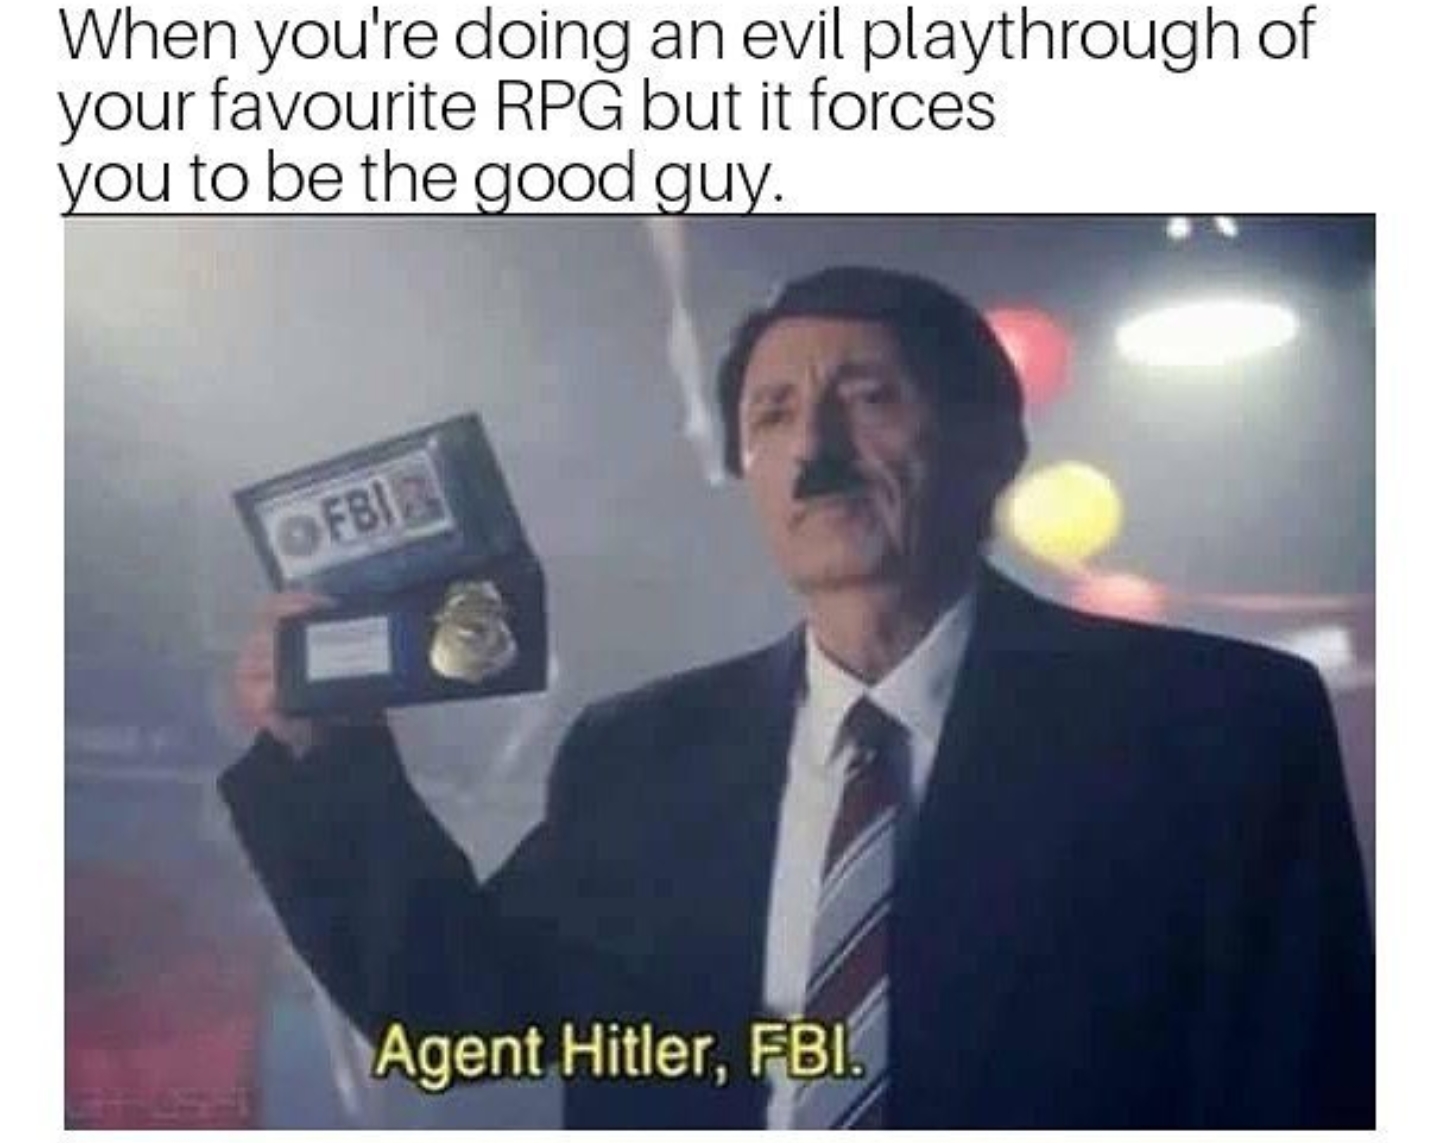 When you're doing an evil playthrough of
your favourite RPG but it forces
you to be the good guy.
FBI
Agent Hitler, FBI.